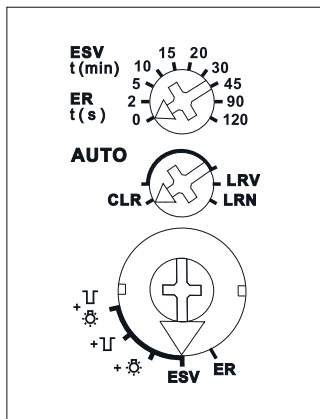 ESV 15 20
t (min) 10 30
5 45
ER 2 90
t ( s ) 0 120
AUTO
LRV
CLR LRN
+
+
+ ESV ER